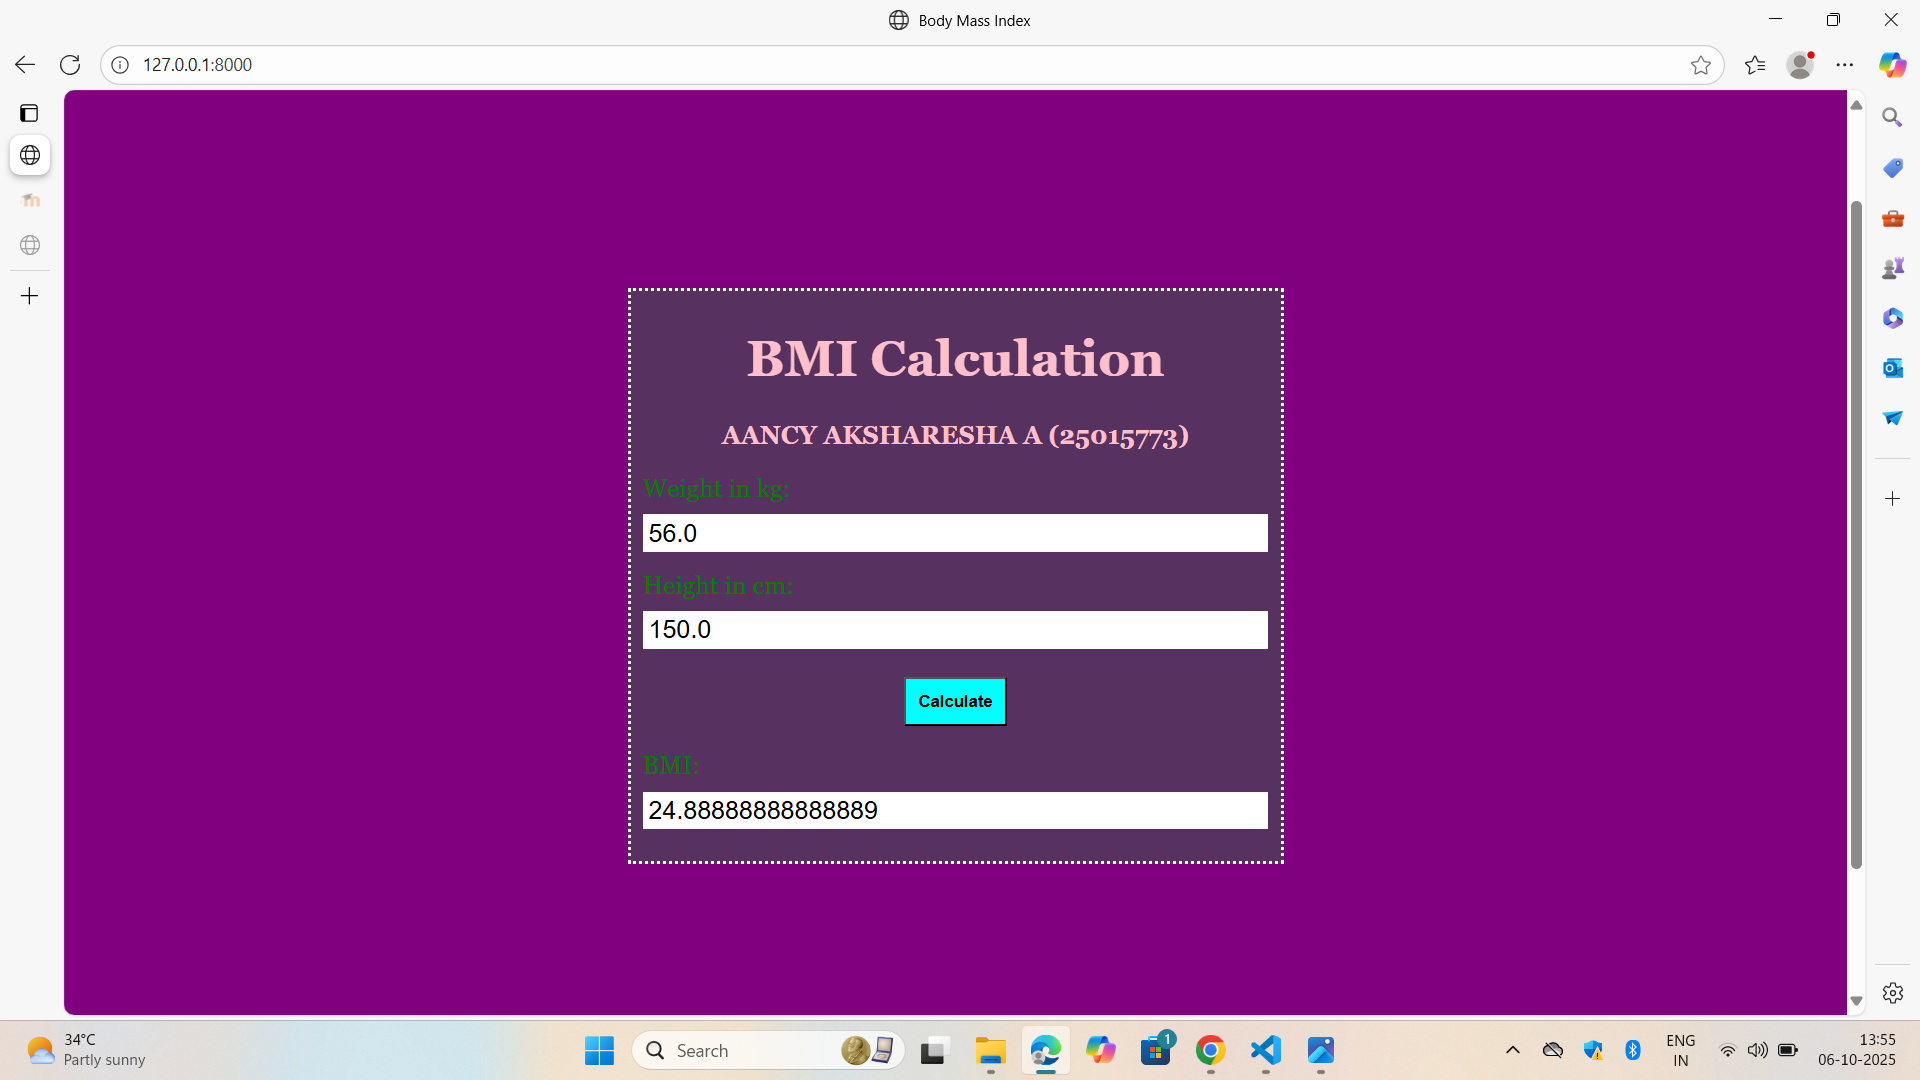 Body Mass Index
127.0.0.1:8000
BMI Calculation
AANCY AKSHARESHA A (25015773)
Weight in kg:
56.0
Height in cm:
150.0
Calculate
BMI:
24.88888888888889
34°C
Partly sunny
Search
1
ENG
IN
13:55
06-10-2025